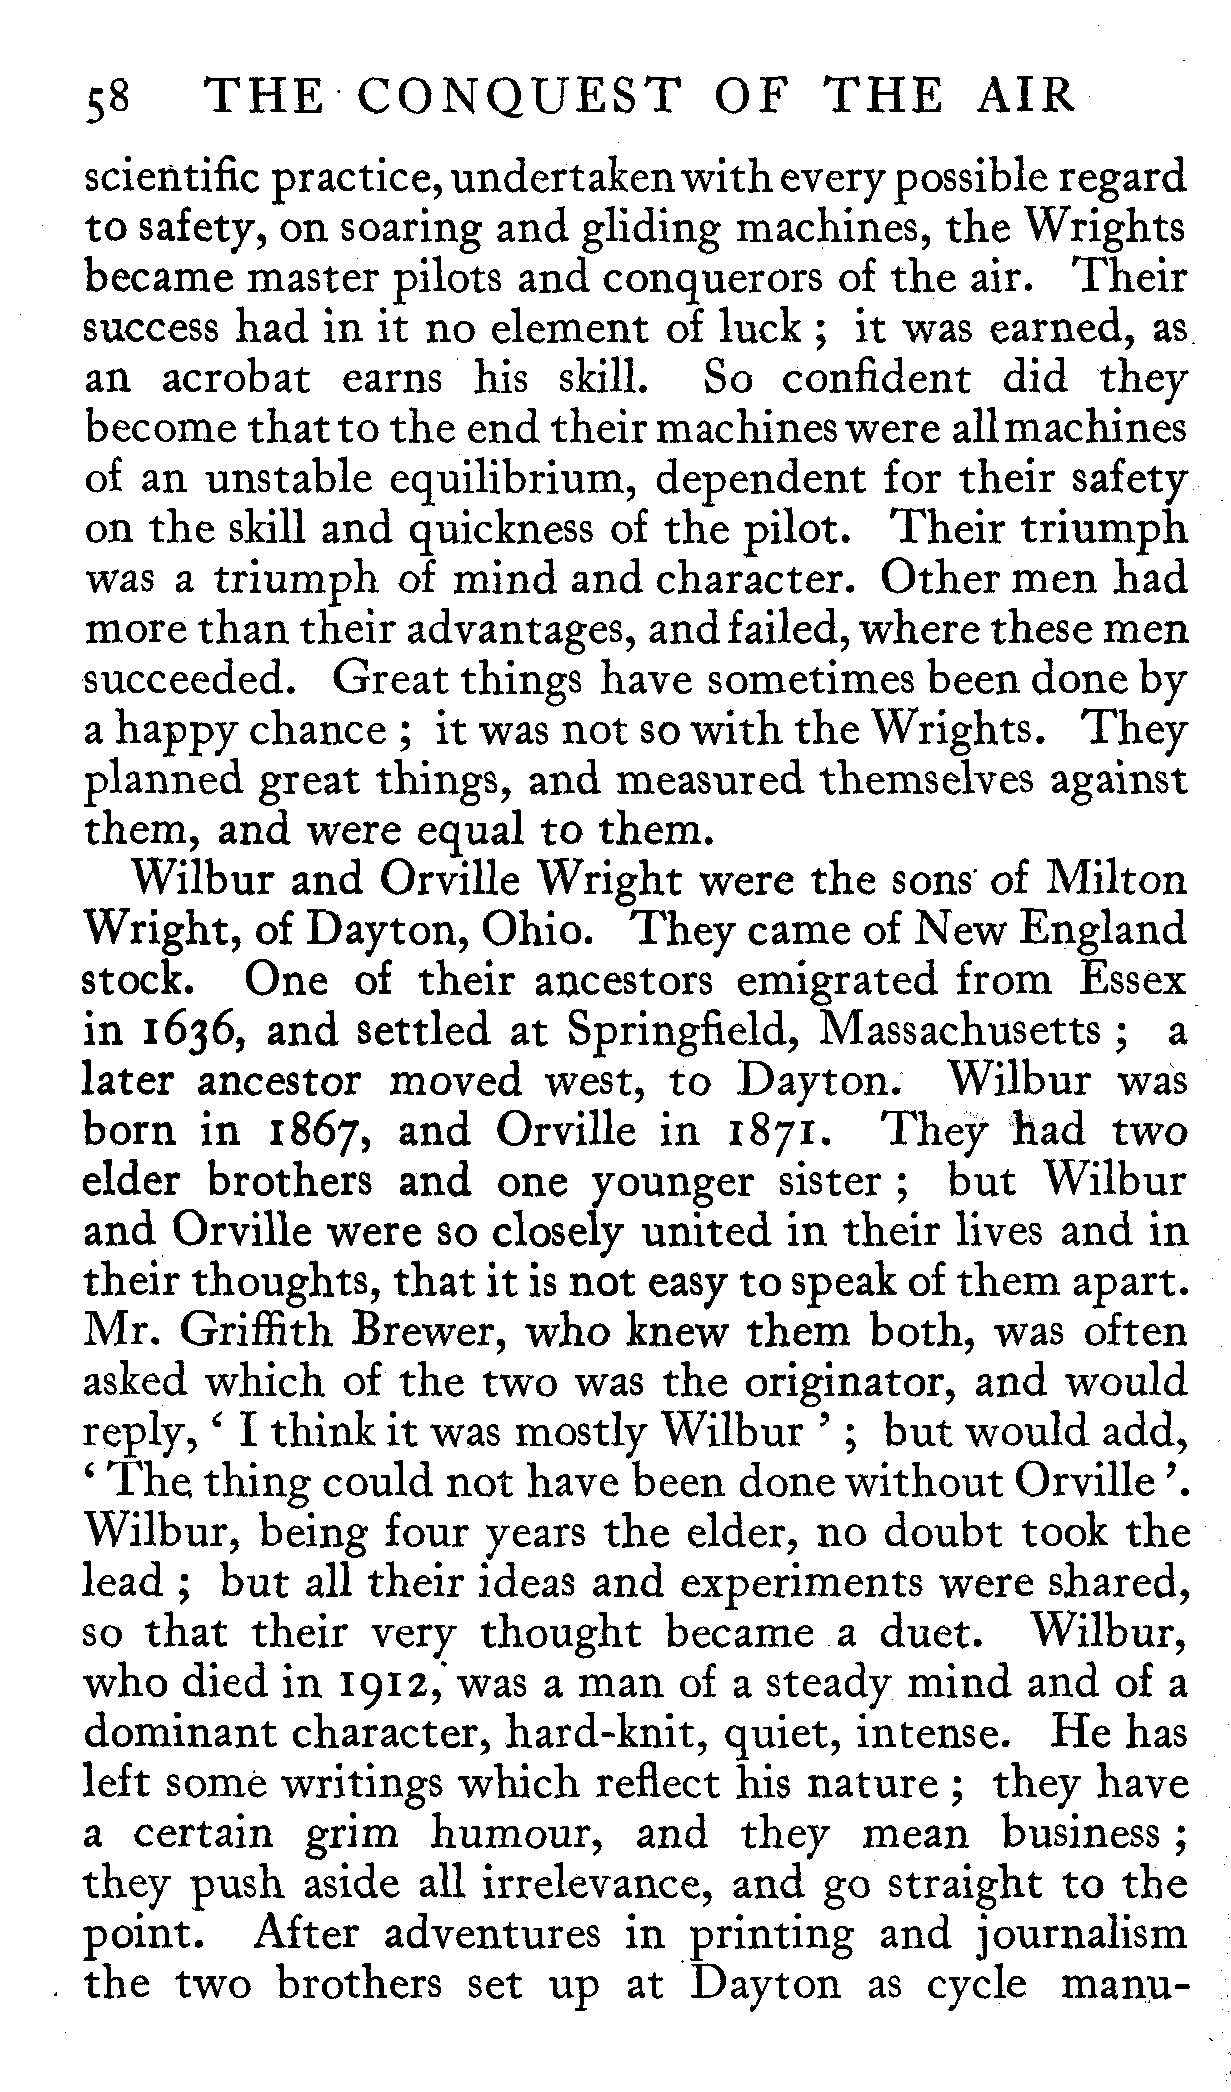 58 THE CONQUEST OF THE AIR
scientific practice, undertaken with every possible regard
to safety, on soaring and gliding machines, the Wrights
became master pilots and conquerors of the air. Their
success had in it no element of luck ; it was earned, as
an acrobat earns his skill. So confident did they
become that to the end their machines were all machines
of an unstable equilibrium, dependent for their safety
on the skill and quickness of the pilot. Their triumph
was a triumph of mind and character. Other men had
more than their advantages, and failed, where these men
succeeded. Great things have sometimes been done by
a happy chance ; it was not so with the Wrights. They
planned great things, and measured themselves against
them, and were equal to them.
Wilbur and Orville Wright were the sons of Milton
Wright, of Dayton, Ohio. They came of New England
stock. One of their ancestors emigrated from Essex
in 1636, and settled at Springfield, Massachusetts ; a
later ancestor moved west, to Dayton. Wilbur was
born in 1867, and Orville in 1871. They had two
elder brothers and one younger sister ; but Wilbur
and Orville were so closely united in their lives and in
their thoughts, that it is not easy to speak of them apart.
Mr. Griffith Brewer, who knew them both, was often
asked which of the two was the originator, and would
reply, ‘ I think it was mostly Wilbur ’ ; but would add,
‘ The thing could not have been done without Orville ’.
Wilbur, being four years the elder, no doubt took the
lead ; but all their ideas and experiments were shared,
so that their very thought became a duet. Wilbur,
who died in 1912, was a man of a steady mind and of a
dominant character, hard-knit, quiet, intense. He has
left some writings which reflect his nature ; they have
a certain grim humour, and they mean business ;
they push aside all irrelevance, and go straight to the
point. After adventures in printing and journalism
the two brothers set up at Dayton as cycle manu-